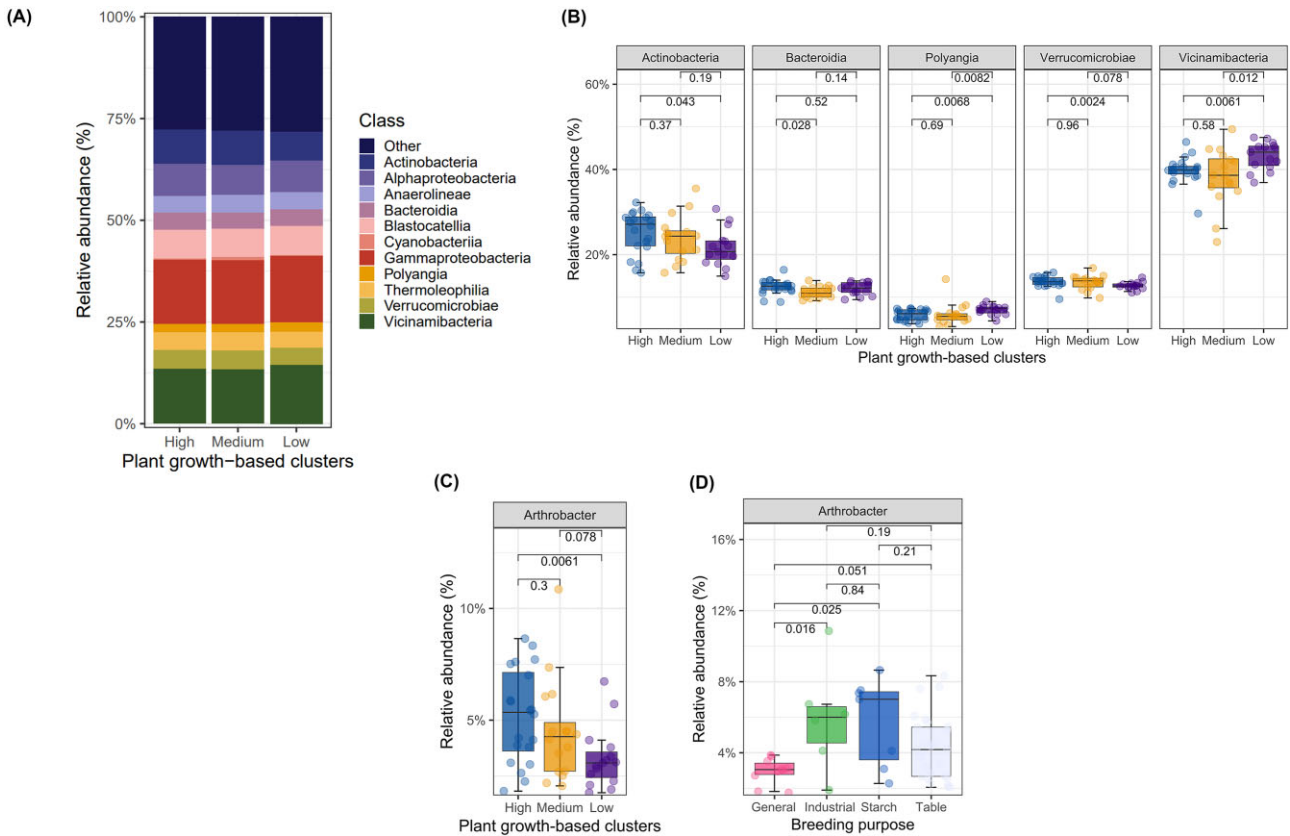 (A)
100%
75%
50%
25%
0%
Relative abundance (%)
High Medium Low
Plant growth−based clusters
Class
Other
Actinobacteria
Alphaproteobacteria
Anaerolineae
Bacteroidia
Blastocatellia
Cyanobacteriia
Gammaproteobacteria
Polyangia
Thermoleophilia
Verrucomicrobiae
Vicinamibacteria
(B)
Actinobacteria Bacteroidia Polyangia Verrucomicrobiae Vicinamibacteria
60%
40%
20%
Relative abundance (%)
0.19 0.14 0.0082 0.078 0.012
0.043 0.52 0.0068 0.0024 0.0061
0.37 0.028 0.69 0.96 0.58
High Medium Low High Medium Low High Medium Low High Medium Low High Medium Low
Plant growth-based clusters
(C)
Arthrobacter
0.078
0.0061
0.3
10%
5%
Relative abundance (%)
High Medium Low
Plant growth-based clusters
(D)
Arthrobacter
16%
12%
8%
4%
Relative abundance (%)
0.19
0.21
0.051
0.84
0.025
0.016
General Industrial Starch Table
Breeding purpose